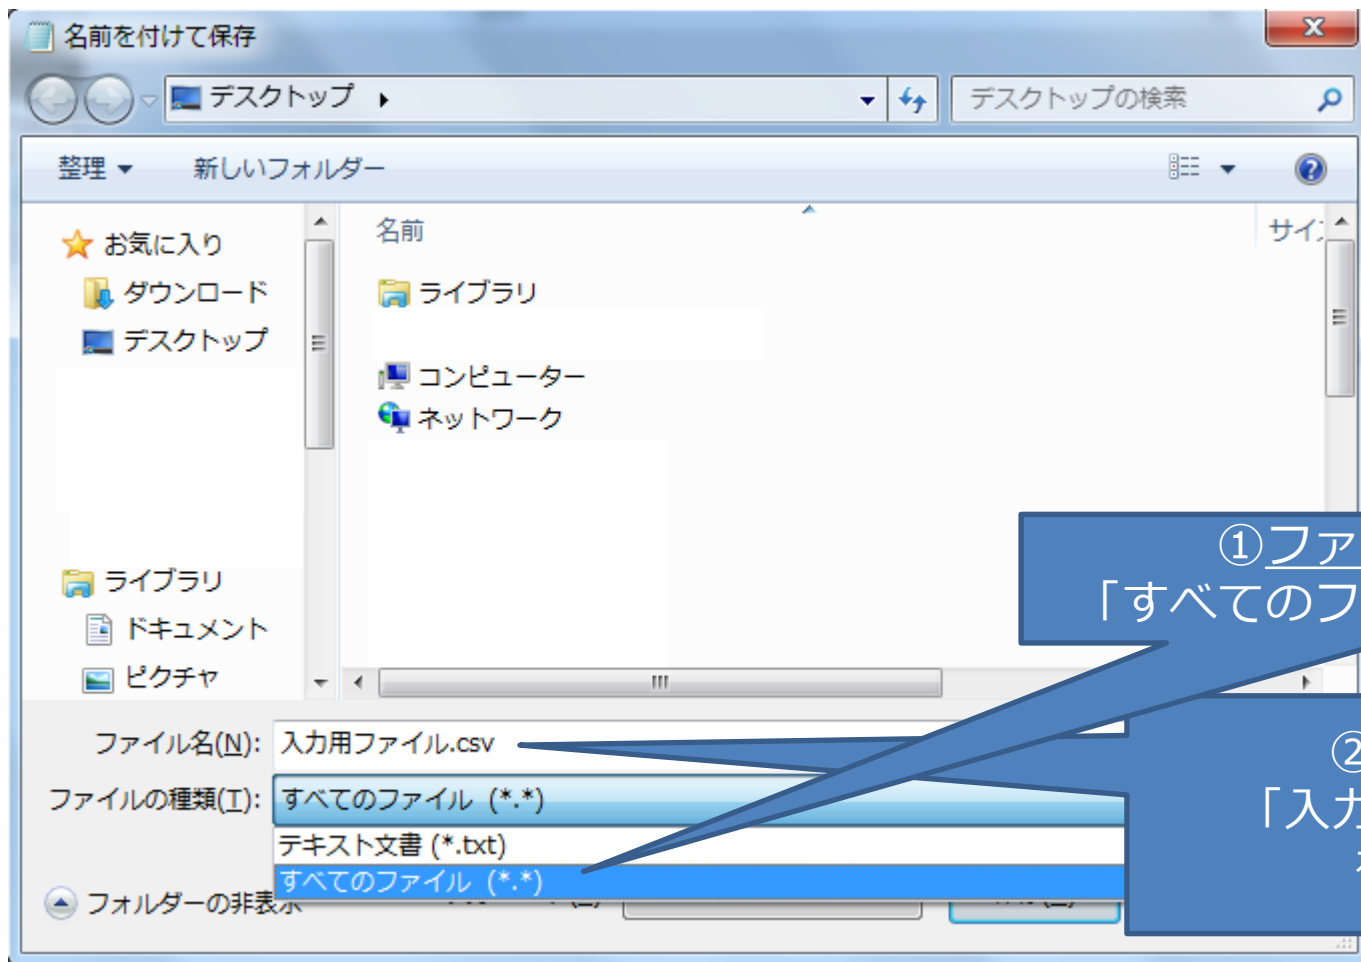 名前を付けて保存
デスクトップ
デスクトップの検索
整理
新しいフォルダー
お気に入り
ダウンロード
デスクトップ
ライブラリ
ドキュメント
ピクチャ
名前
サイズ
ライブラリ
コンピューター
ネットワーク
①ファ
「すべてのフ
②
「入力
ファイル名(N): 入力用ファイル.csv
ファイルの種類(T): すべてのファイル (*.*)
テキスト文書 (*.txt)
すべてのファイル (*.*)
フォルダーの非表示